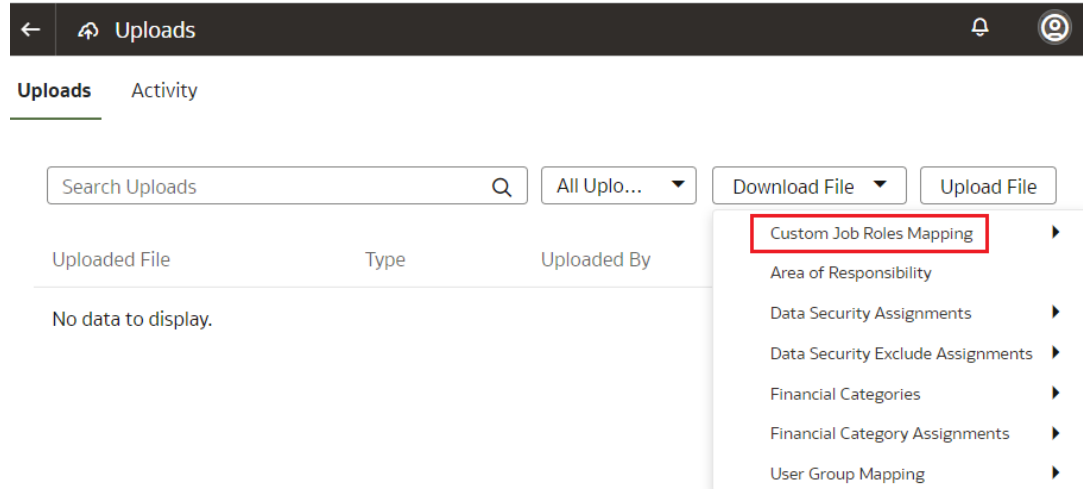 Uploads
Uploads Activity
Search Uploads All Uplo... Download File Upload File
Custom Job Roles Mapping
Uploaded File Type Uploaded By
Area of Responsibility
No data to display.
Data Security Assignments
Data Security Exclude Assignments
Financial Categories
Financial Category Assignments
User Group Mapping